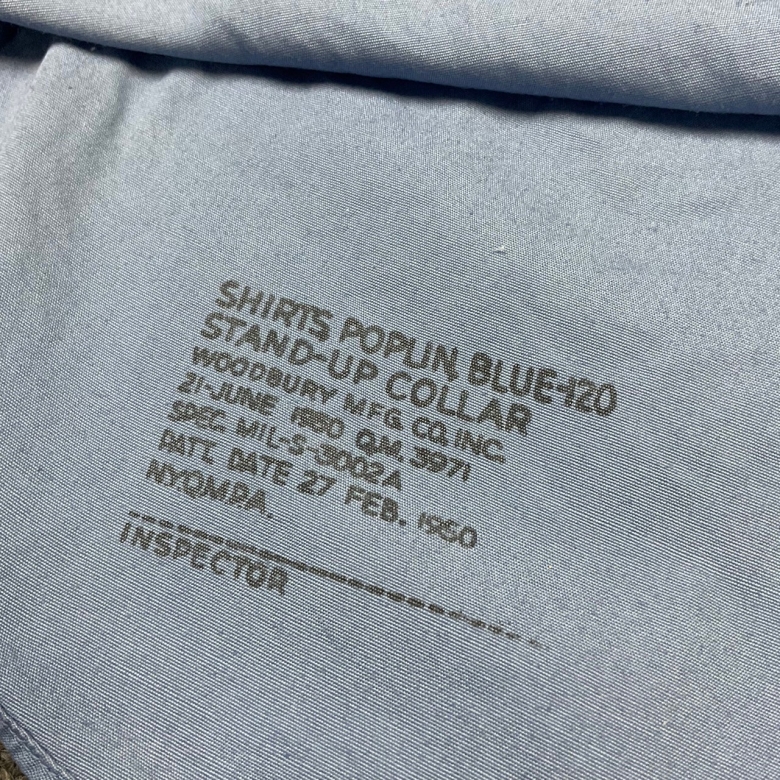 SHIRTS POPLIN, BLUE-120
STAND-UP COLLAR
WOODBURY MFG. CO. INC.
21-JUNE 1950 Q.M. 3971
SPEC. MIL-S-3002A
PATT. DATE 27 FEB. 1950
N.Y.Q.M.P.A.
INSPECTOR